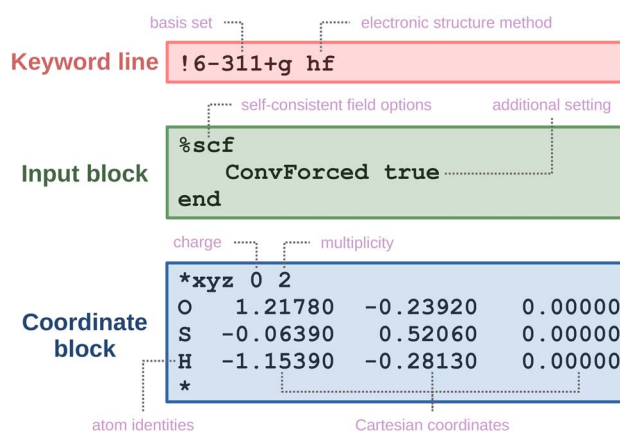 basis set electronic structure method
Keyword line !6-311+g hf
self-consistent field options additional setting
%scf
Input block ConvForced true
end
charge multiplicity
*xyz 0 2
O 1.21780 -0.23920 0.00000
Coordinate block
S -0.06390 0.52060 0.00000
H -1.15390 -0.28130 0.00000
*
atom identities Cartesian coordinates